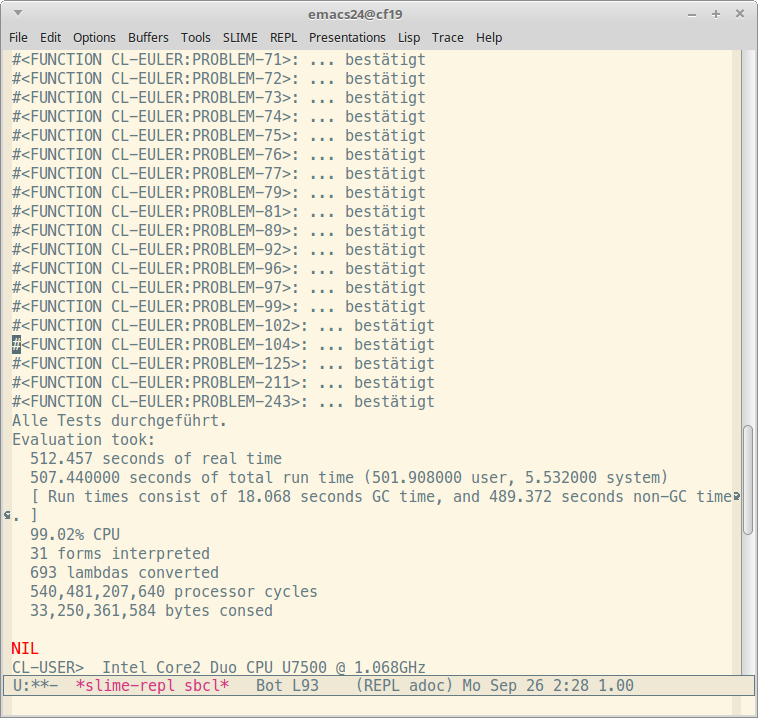 emacs24@cf19
File Edit Options Buffers Tools SLIME REPL Presentations Lisp Trace Help
#<FUNCTION CL-EULER:PROBLEM-71>: ... bestätigt
#<FUNCTION CL-EULER:PROBLEM-72>: ... bestätigt
#<FUNCTION CL-EULER:PROBLEM-73>: ... bestätigt
#<FUNCTION CL-EULER:PROBLEM-74>: ... bestätigt
#<FUNCTION CL-EULER:PROBLEM-75>: ... bestätigt
#<FUNCTION CL-EULER:PROBLEM-76>: ... bestätigt
#<FUNCTION CL-EULER:PROBLEM-77>: ... bestätigt
#<FUNCTION CL-EULER:PROBLEM-79>: ... bestätigt
#<FUNCTION CL-EULER:PROBLEM-81>: ... bestätigt
#<FUNCTION CL-EULER:PROBLEM-89>: ... bestätigt
#<FUNCTION CL-EULER:PROBLEM-92>: ... bestätigt
#<FUNCTION CL-EULER:PROBLEM-96>: ... bestätigt
#<FUNCTION CL-EULER:PROBLEM-97>: ... bestätigt
#<FUNCTION CL-EULER:PROBLEM-99>: ... bestätigt
#<FUNCTION CL-EULER:PROBLEM-102>: ... bestätigt
#<FUNCTION CL-EULER:PROBLEM-104>: ... bestätigt
#<FUNCTION CL-EULER:PROBLEM-125>: ... bestätigt
#<FUNCTION CL-EULER:PROBLEM-211>: ... bestätigt
#<FUNCTION CL-EULER:PROBLEM-243>: ... bestätigt
Alle Tests durchgeführt.
Evaluation took:
  512.457 seconds of real time
  507.440000 seconds of total run time (501.908000 user, 5.532000 system)
  [ Run times consist of 18.068 seconds GC time, and 489.372 seconds non-GC time
. ]
  99.02% CPU
  31 forms interpreted
  693 lambdas converted
  540,481,207,640 processor cycles
  33,250,361,584 bytes consed
NIL
CL-USER>  Intel Core2 Duo CPU U7500 @ 1.068GHz
U:**-  *slime-repl sbcl*   Bot L93    (REPL adoc) Mo Sep 26 2:28 1.00